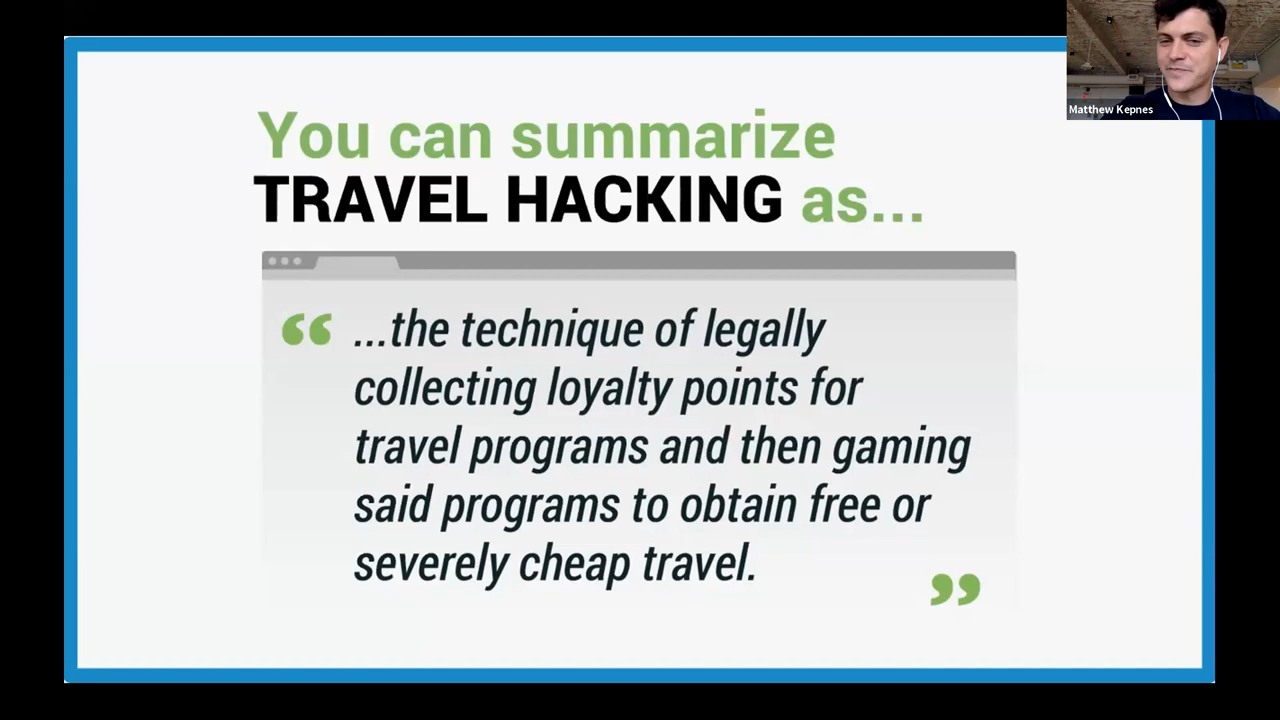 You can summarize
TRAVEL HACKING as...
“ ...the technique of legally
collecting loyalty points for
travel programs and then gaming
said programs to obtain free or
severely cheap travel.
”
Matthew Kepnes